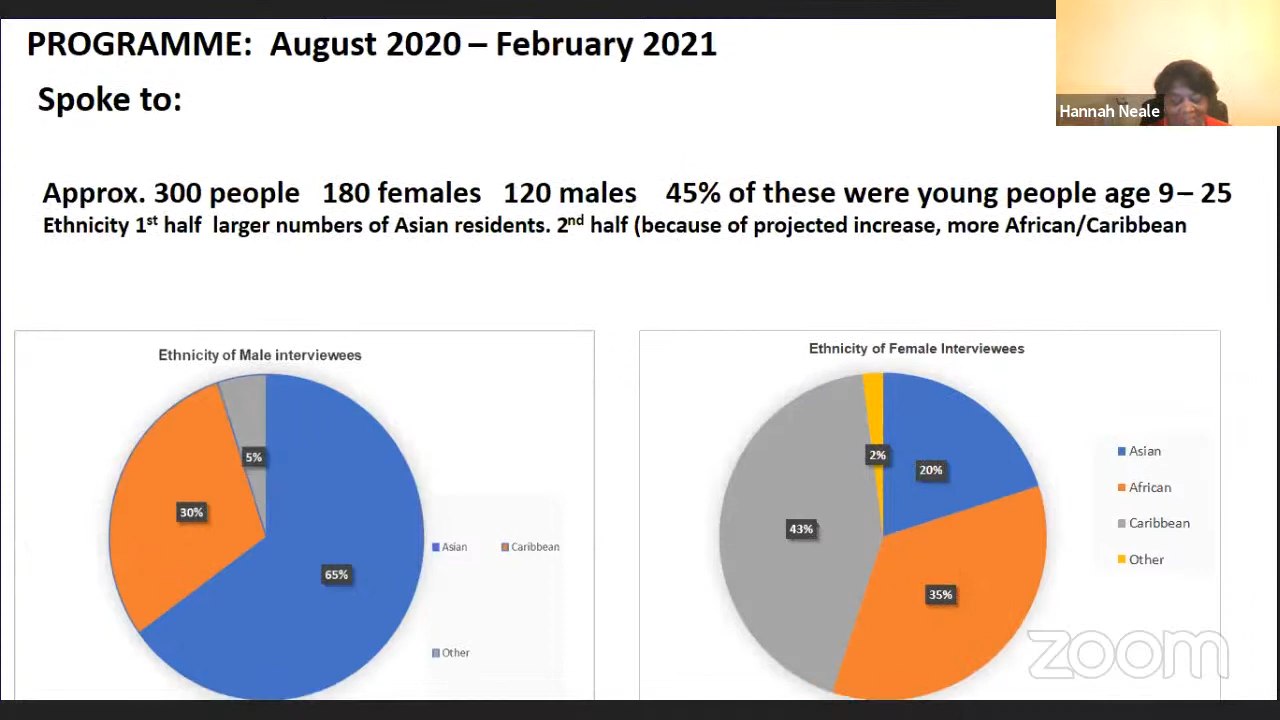 PROGRAMME: August 2020 – February 2021
Hannah Neale
Spoke to:
Approx. 300 people 180 females 120 males 45% of these were young people age 9 – 25
Ethnicity 1st half larger numbers of Asian residents. 2nd half (because of projected increase, more African/Caribbean
Ethnicity of Male interviewees
5%
30%
65%
Asian
Caribbean
Other
Ethnicity of Female Interviewees
2%
20%
43%
35%
Asian
African
Caribbean
Other
zoom